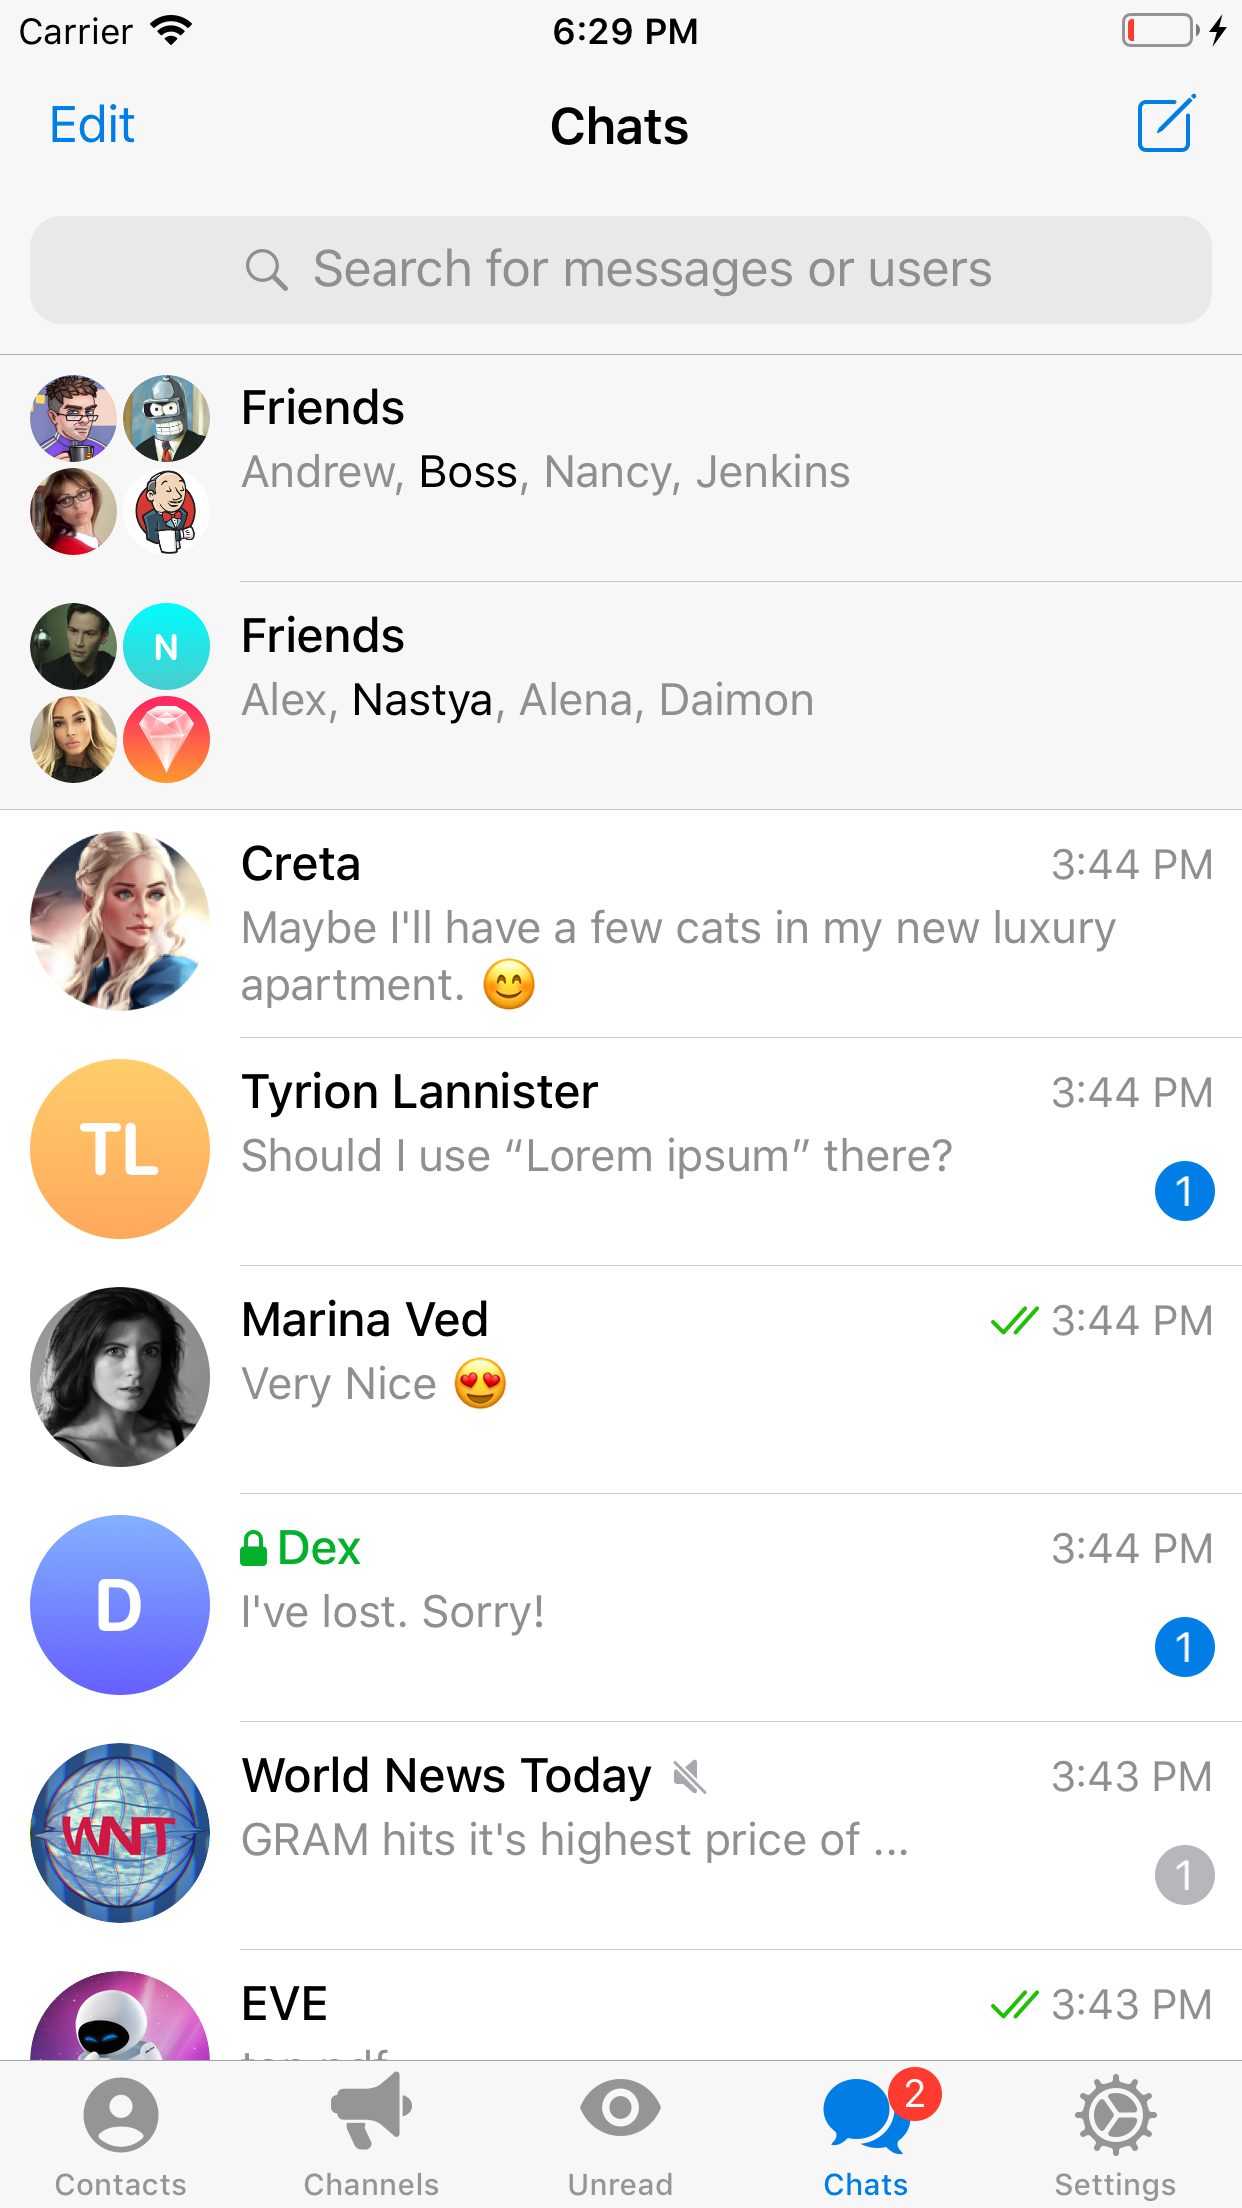 Carrier 6:29 PM
Edit Chats
Search for messages or users
Friends
Andrew, Boss, Nancy, Jenkins
N
Friends
Alex, Nastya, Alena, Daimon
Creta 3:44 PM
Maybe I'll have a few cats in my new luxury
apartment. 😊
TL
Tyrion Lannister 3:44 PM
Should I use “Lorem ipsum” there?
1
Marina Ved 3:44 PM
Very Nice 😍
D
Dex 3:44 PM
I've lost. Sorry!
1
WNT
World News Today 3:43 PM
GRAM hits it's highest price of ...
1
EVE 3:43 PM
2
Contacts Channels Unread Chats Settings